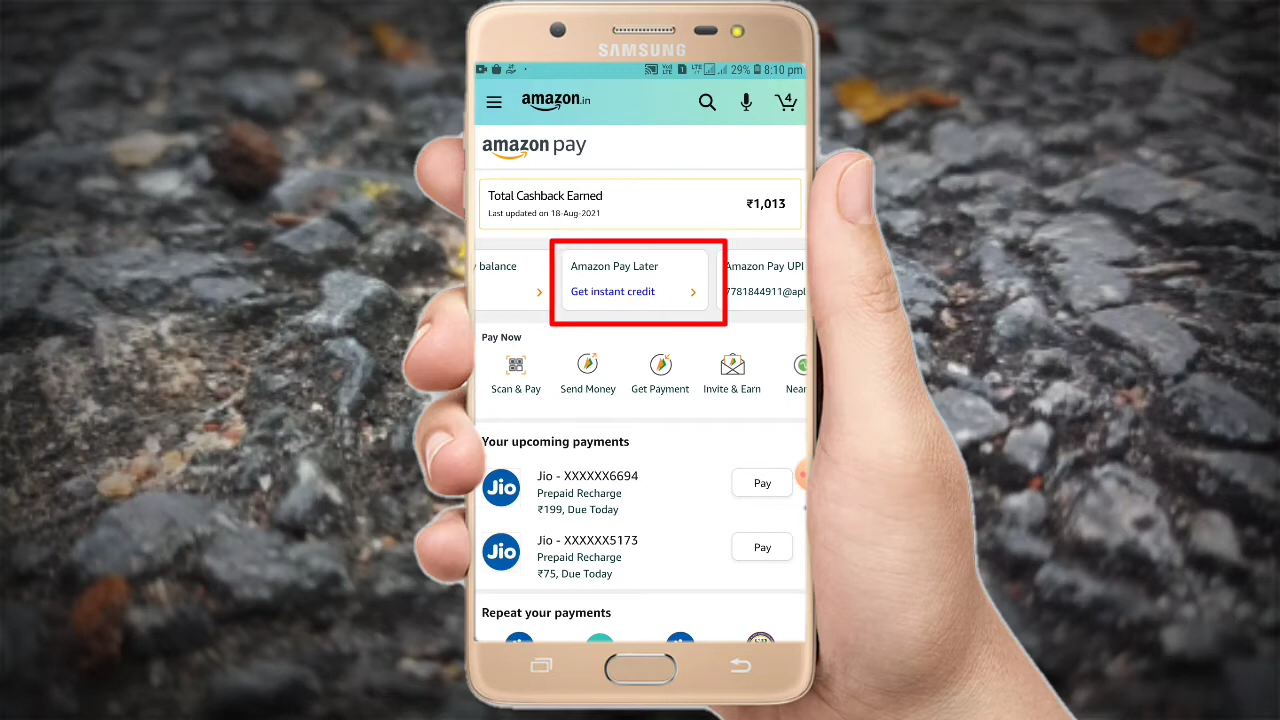 SAMSUNG
29% 8:10 pm
amazon.in
4
amazon pay
Total Cashback Earned
Last updated on 18-Aug-2021
₹1,013
y balance
Amazon Pay Later
Get instant credit
Amazon Pay UPI
7781844911@apl
Pay Now
Scan & Pay
Send Money
Get Payment
Invite & Earn
Near
Your upcoming payments
Jio
Jio - XXXXXX6694
Prepaid Recharge
₹199, Due Today
Pay
Jio
Jio - XXXXXX5173
Prepaid Recharge
₹75, Due Today
Pay
Repeat your payments